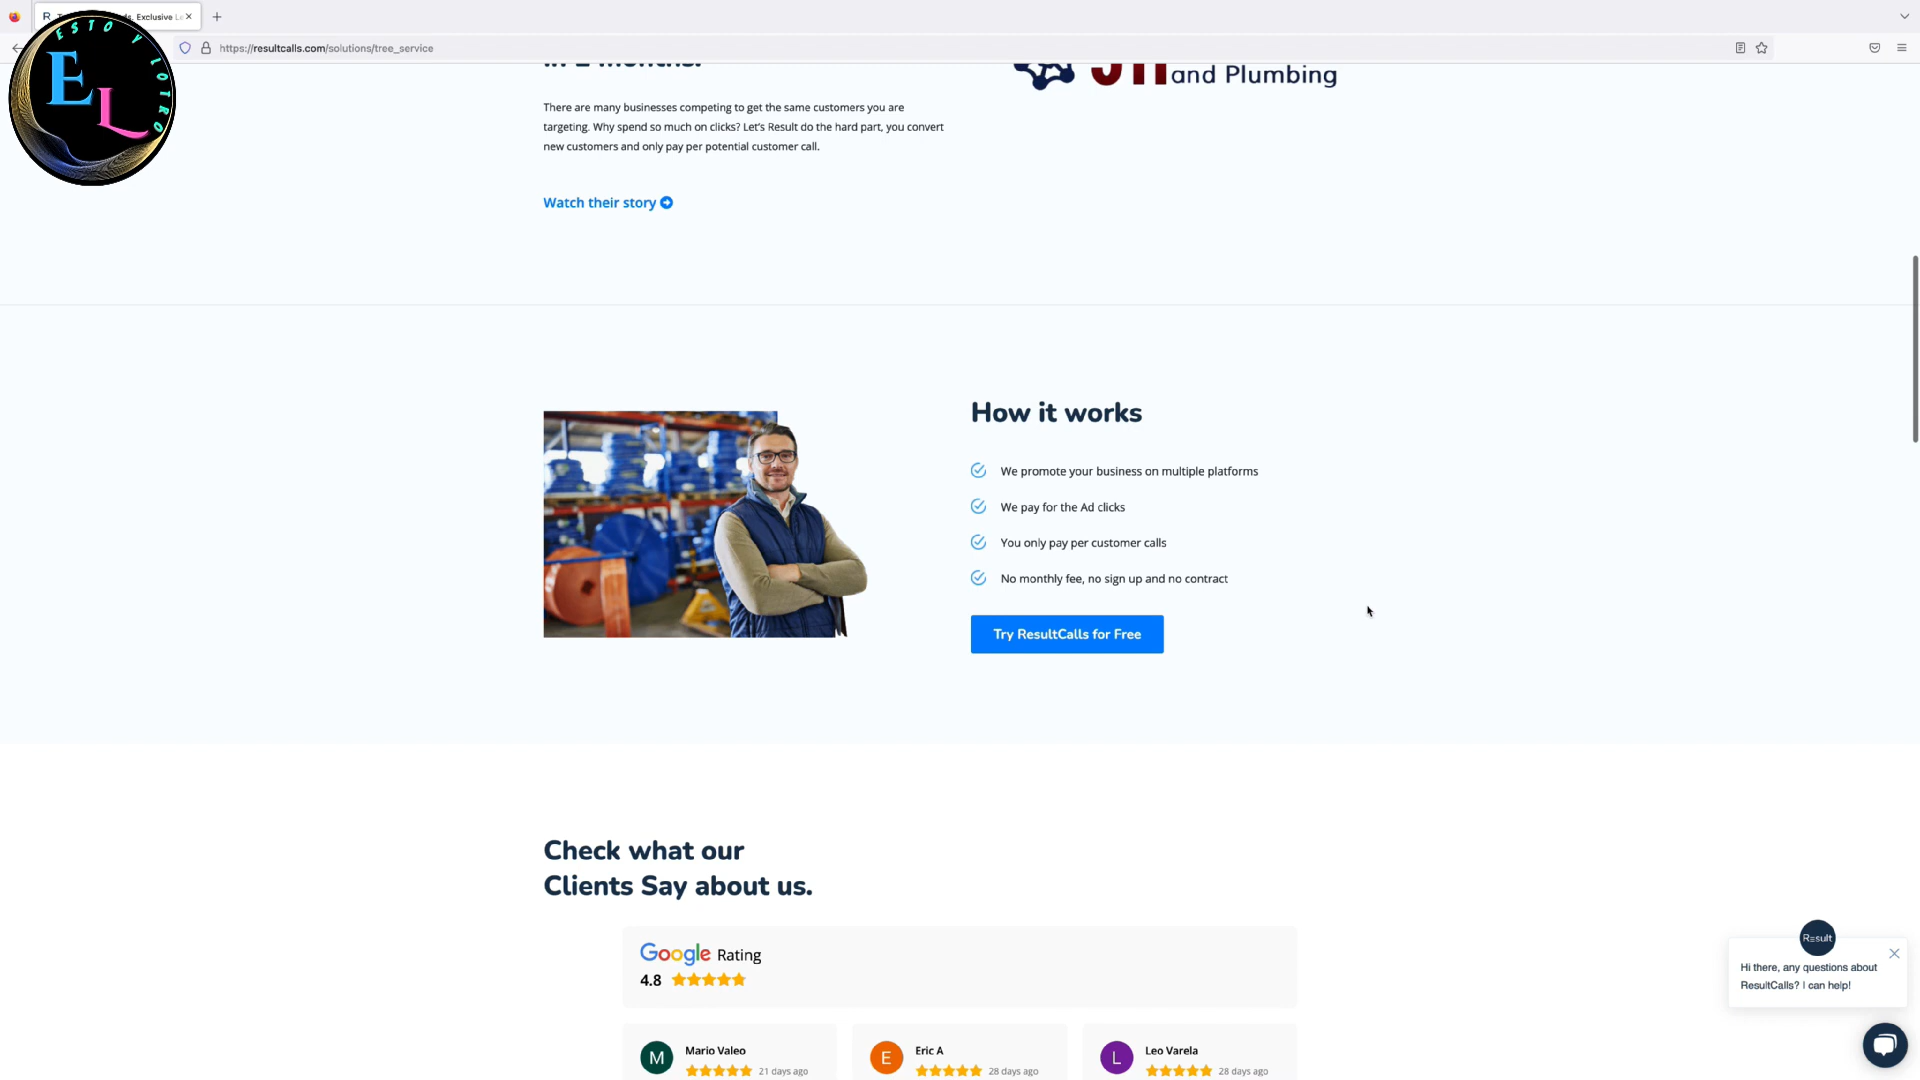 ESTOY LOTRO
EL
R
Exclusive Le
https://resultcalls.com/solutions/tree_service
and Plumbing
There are many businesses competing to get the same customers you are
targeting. Why spend so much on clicks? Let's Result do the hard part, you convert
new customers and only pay per potential customer call.
Watch their story
How it works
We promote your business on multiple platforms
We pay for the Ad clicks
You only pay per customer calls
No monthly fee, no sign up and no contract
Try ResultCalls for Free
Check what our
Clients Say about us.
Google Rating
4.8
M Mario Valeo
21 days ago
E Eric A
28 days ago
L Leo Varela
28 days ago
Result
Hi there, any questions about
ResultCalls? I can help!